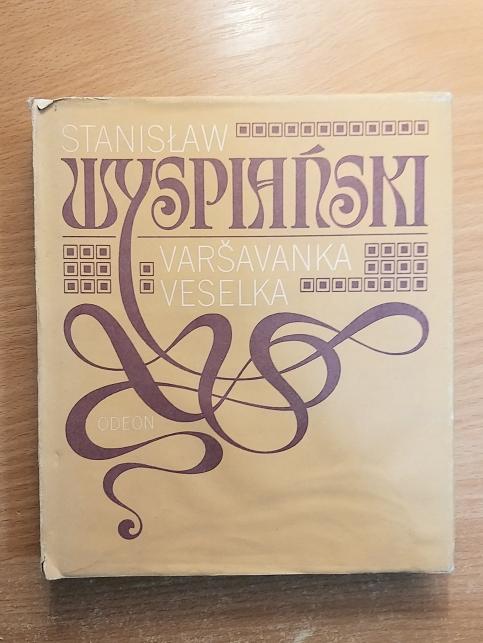 STANISŁAW
WYSPIAŃSKI
VARŠAVANKA
VESELKA
ODEON